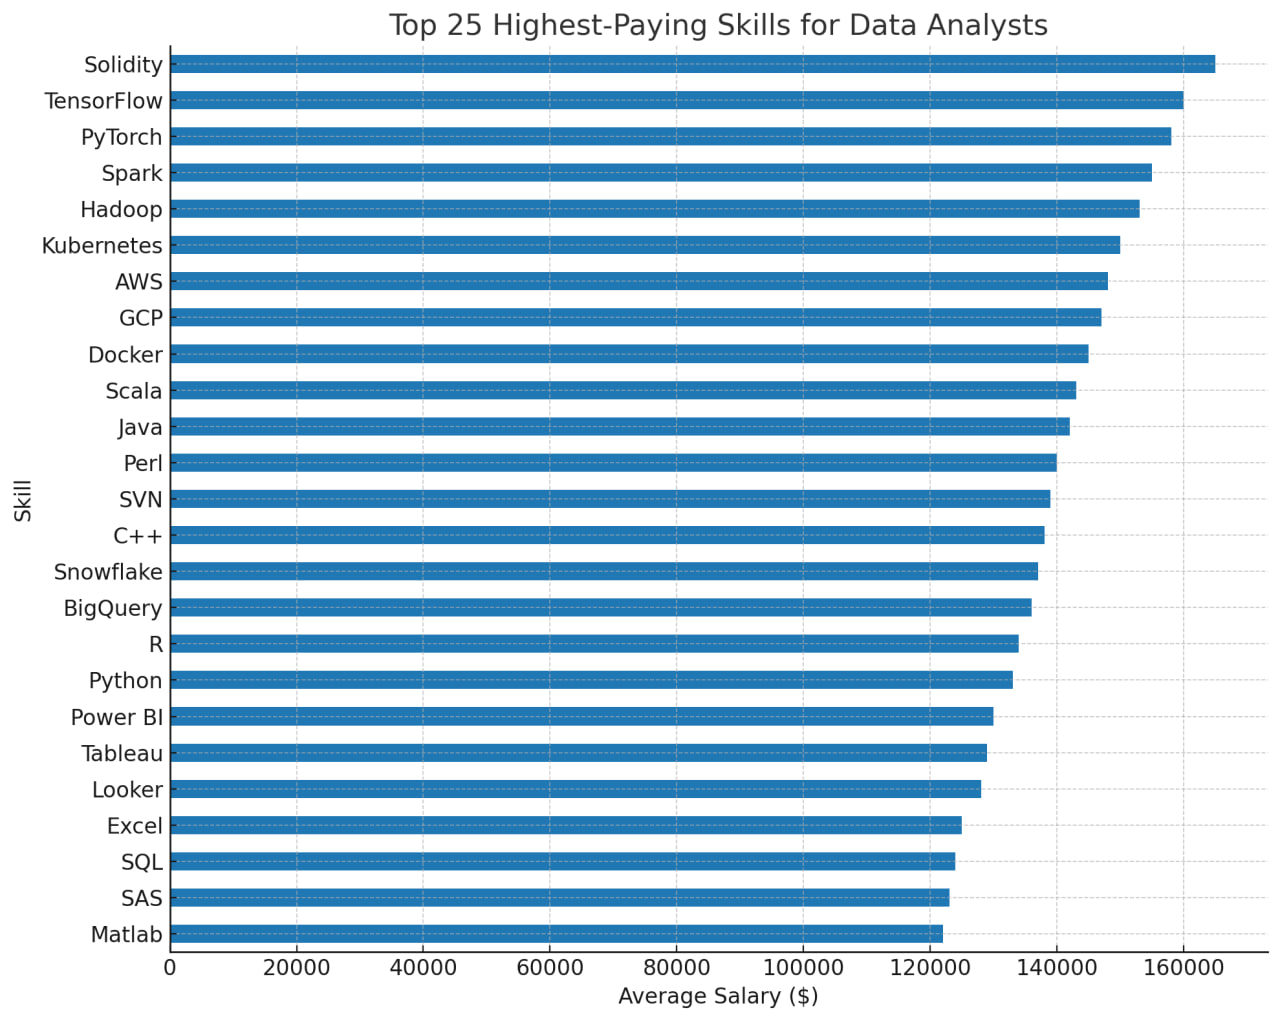 Top 25 Highest-Paying Skills for Data Analysts
Solidity
TensorFlow
PyTorch
Spark
Hadoop
Kubernetes
AWS
GCP
Docker
Scala
Java
Perl
SVN
C++
Snowflake
BigQuery
R
Python
Power BI
Tableau
Looker
Excel
SQL
SAS
Matlab
Skill
0 20000 40000 60000 80000 100000 120000 140000 160000
Average Salary ($)